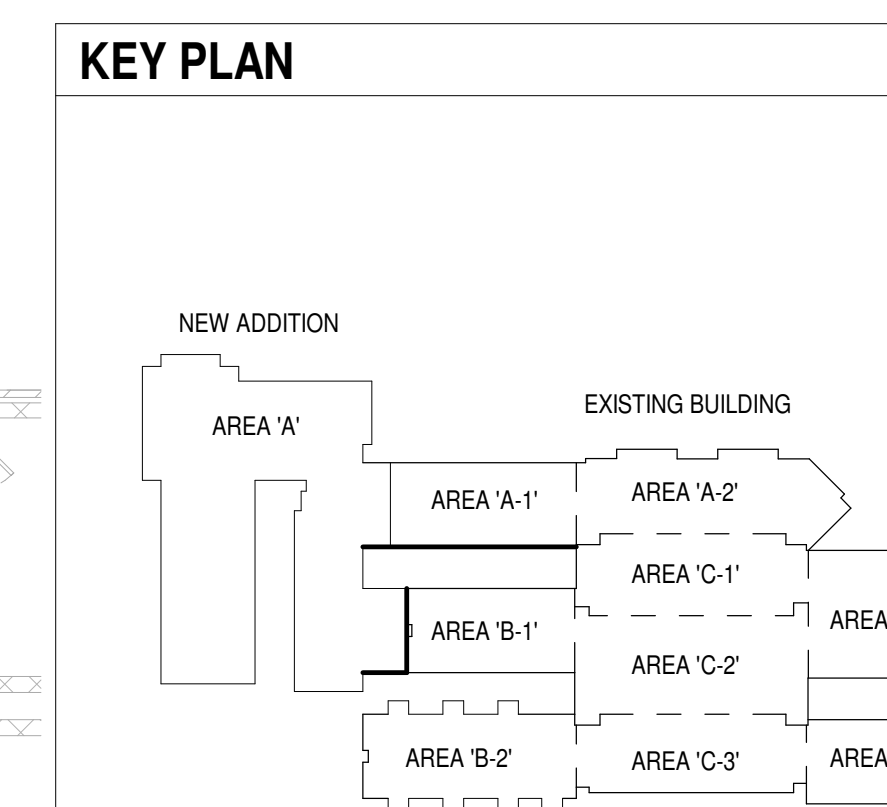 KEY PLAN
NEW ADDITION
EXISTING BUILDING
AREA 'A'
AREA 'A-1'
AREA 'A-2'
AREA 'C-1'
AREA 'B-1'
AREA
AREA 'C-2'
AREA 'B-2'
AREA 'C-3'
AREA